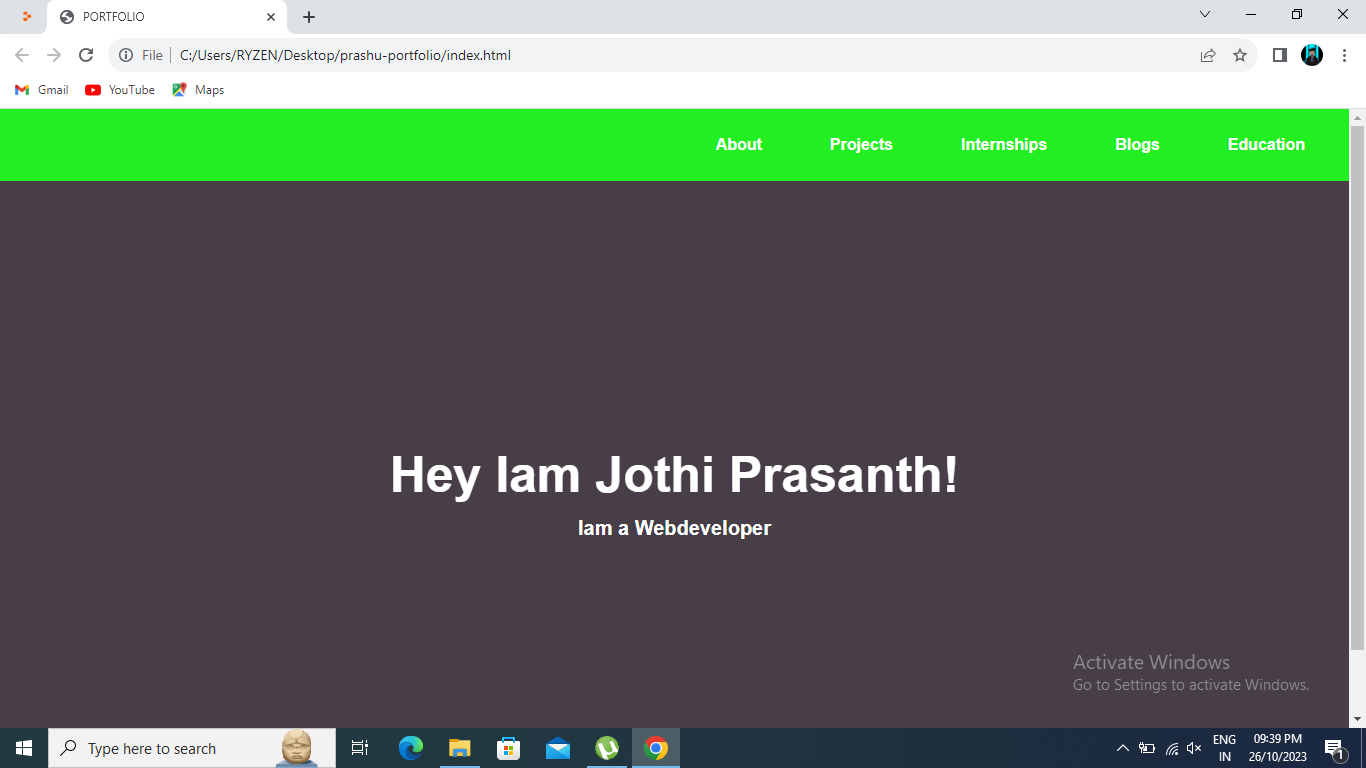 PORTFOLIO
File C:/Users/RYZEN/Desktop/prashu-portfolio/index.html
Gmail YouTube Maps
About Projects Internships Blogs Education
Hey Iam Jothi Prasanth!
Iam a Webdeveloper
Activate Windows
Go to Settings to activate Windows.
Type here to search
ENG
IN
09:39 PM
26/10/2023
1